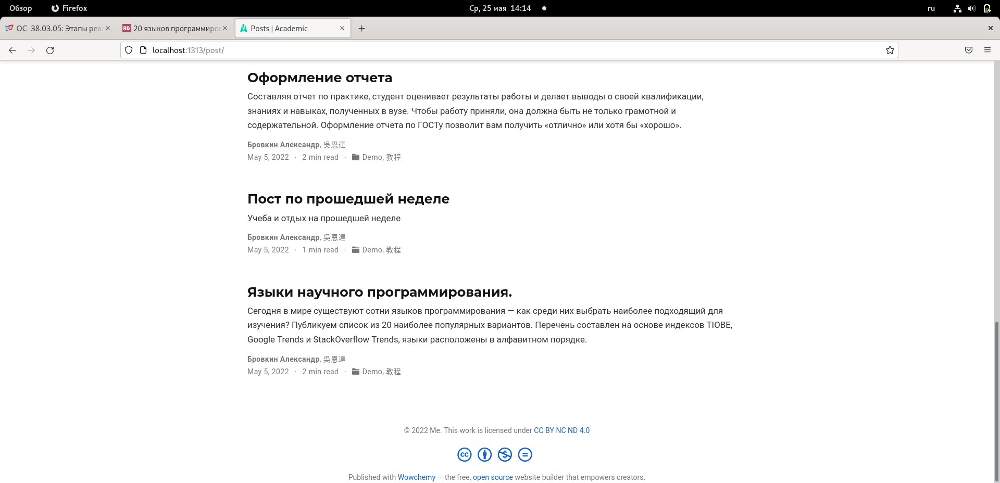 Обзор Firefox Ср, 25 мая 14:14 ru
ОС_38.03.05: Этапы реа 20 языков программиров Posts | Academic
localhost:1313/post/
Оформление отчета
Составляя отчет по практике, студент оценивает результаты работы и делает выводы о своей квалификации,
знаниях и навыках, полученных в вузе. Чтобы работу приняли, она должна быть не только грамотной и
содержательной. Оформление отчета по ГОСТу позволит вам получить «отлично» или хотя бы «хорошо».
Бровкин Александр, 吳恩達
May 5, 2022 · 2 min read · Demo, 教程
Пост по прошедшей неделе
Учеба и отдых на прошедшей неделе
Бровкин Александр, 吳恩達
May 5, 2022 · 1 min read · Demo, 教程
Языки научного программирования.
Сегодня в мире существуют сотни языков программирования — как среди них выбрать наиболее подходящий для
изучения? Публикуем список из 20 наиболее популярных вариантов. Перечень составлен на основе индексов TIOBE,
Google Trends и StackOverflow Trends, языки расположены в алфавитном порядке.
Бровкин Александр, 吳恩達
May 5, 2022 · 2 min read · Demo, 教程
© 2022 Me. This work is licensed under CC BY NC ND 4.0
Published with Wowchemy — the free, open source website builder that empowers creators.